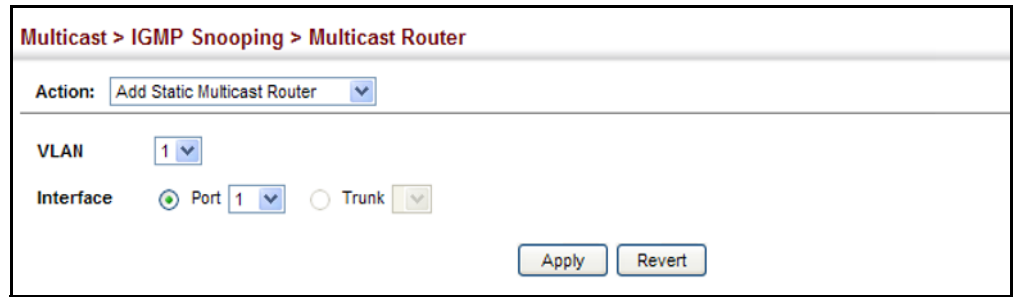 Multicast > IGMP Snooping > Multicast Router
Action: Add Static Multicast Router
VLAN 1
Interface Port 1 Trunk
Apply Revert